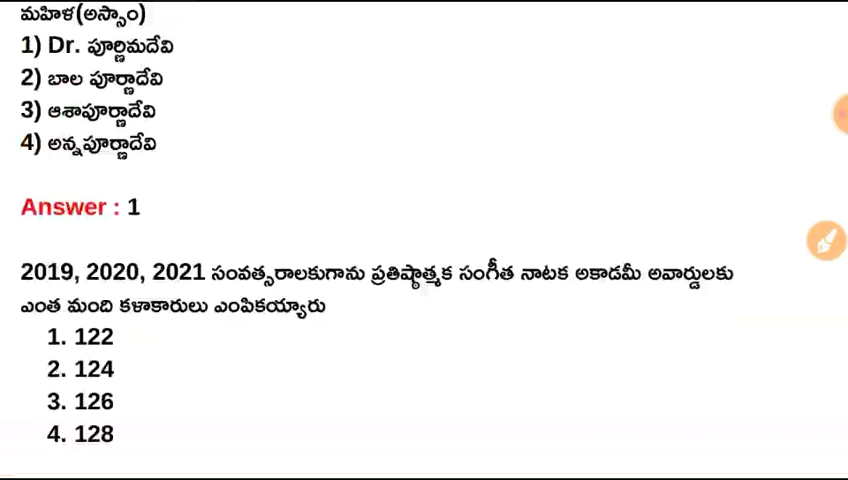 మహిళ(అస్సాం)
1) Dr. పూర్ణిమదేవి
2) బాల పూర్ణాదేవి
3) ఆశాపూర్ణాదేవి
4) అన్నపూర్ణాదేవి
Answer : 1
2019, 2020, 2021 సంవత్సరాలకుగాను ప్రతిష్ఠాత్మక సంగీత నాటక అకాడమీ అవార్డులకు
ఎంత మంది కళాకారులు ఎంపికయ్యారు
1. 122
2. 124
3. 126
4. 128